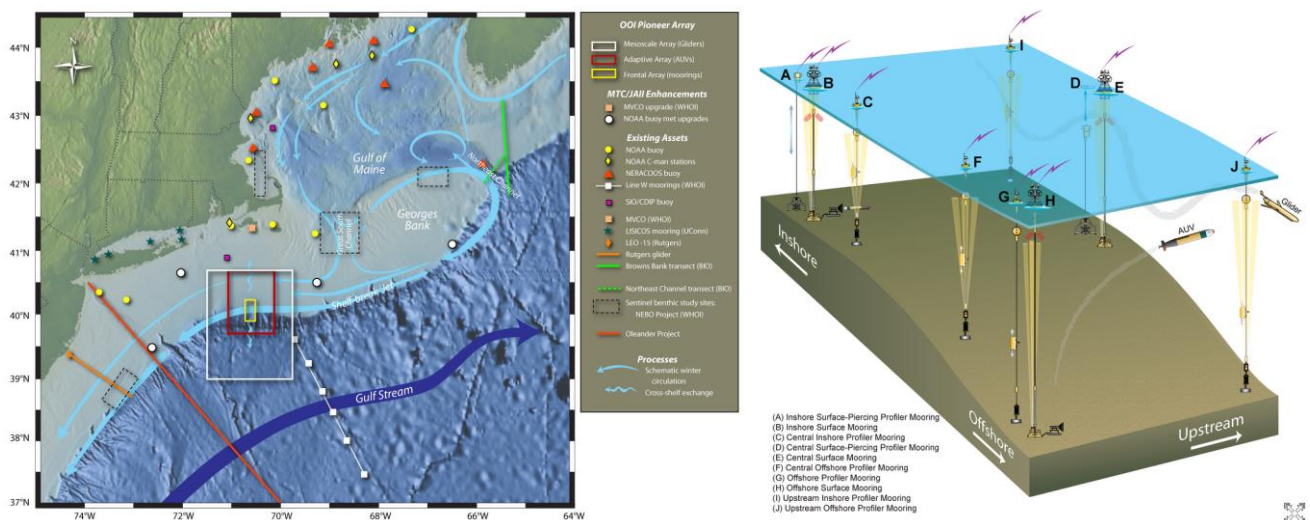 44°N
43°N
42°N
41°N
40°N
39°N
38°N
37°N
74°W
72°W
70°W
68°W
66°W
64°W
N
Gulf of
Maine
Georges
Bank
Northeast Channel
Great South
Channel
Shelf-break jet
Gulf Stream
OOI Pioneer Array
Mesoscale Array (Gliders)
Adaptive Array (AUVs)
Frontal Array (moorings)
MTC/JAII Enhancements
MVCO upgrade (WHOI)
NOAA buoy met upgrades
Existing Assets
NOAA buoy
NOAA C-man stations
NERACOOS buoy
Line W moorings (WHOI)
SIO/CDIP buoy
MVCO (WHOI)
LISICOS moorings (UConn)
LEO -15 (Rutgers)
Rutgers glider
Browns Bank transect (BIO)
Northeast Channel transect (BIO)
Sentinel benthic study sites:
NEBO Project (WHOI)
Oleander Project
Processes
Schematic winter
circulation
Cross-shelf exchange
A
B
C
D
E
F
G
H
I
J
Glider
AUV
Inshore
Offshore
Upstream
(A) Inshore Surface-Piercing Profiler Mooring
(B) Inshore Surface Mooring
(C) Central Inshore Profiler Mooring
(D) Central Surface-Piercing Profiler Mooring
(E) Central Surface Mooring
(F) Central Offshore Profiler Mooring
(G) Offshore Profiler Mooring
(H) Offshore Surface Mooring
(I) Upstream Inshore Profiler Mooring
(J) Upstream Offshore Profiler Mooring